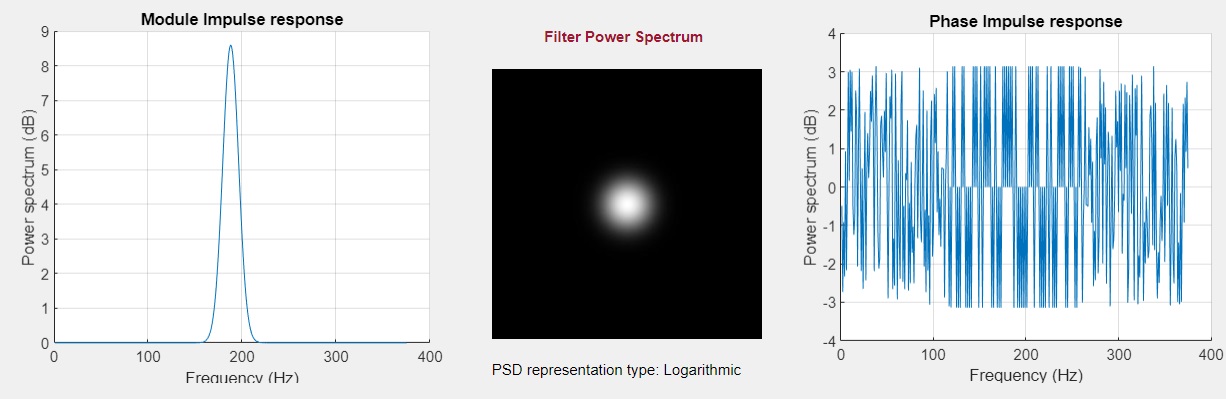 Module Impulse response
9
8
7
6
5
4
3
2
1
0
Power spectrum (dB)
0 100 200 300 400
Frequency (Hz)
Filter Power Spectrum
PSD representation type: Logarithmic
Phase Impulse response
4
3
2
1
0
-1
-2
-3
-4
Power spectrum (dB)
0 100 200 300 400
Frequency (Hz)